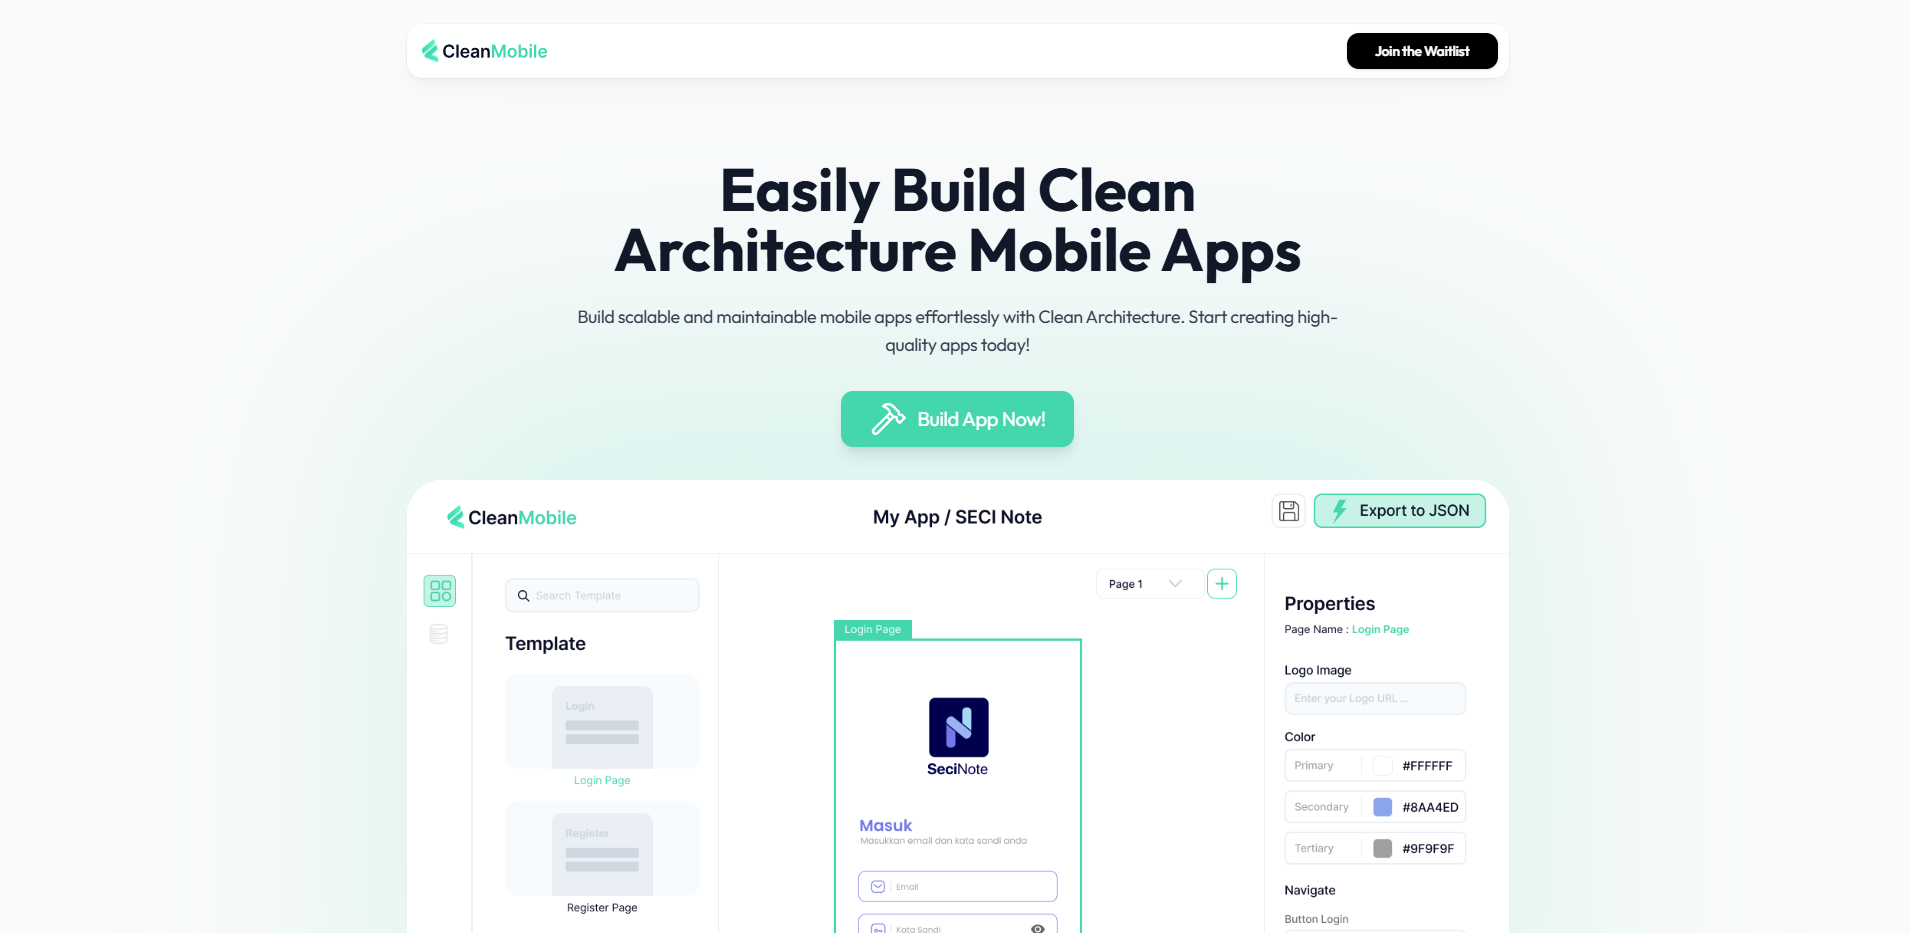 CleanMobile
Join the Waitlist
Easily Build Clean
Architecture Mobile Apps
Build scalable and maintainable mobile apps effortlessly with Clean Architecture. Start creating high-
quality apps today!
Build App Now!
CleanMobile
My App / SECI Note
Export to JSON
Search Template
Template
Login
Login Page
Register
Register Page
Page 1
Login Page
SeciNote
Masuk
Masukkan email dan kata sandi anda
Email
Kata Sandi
Properties
Page Name : Login Page
Logo Image
Enter your Logo URL ...
Color
Primary #FFFFFF
Secondary #8AA4ED
Tertiary #9F9F9F
Navigate
Button Login